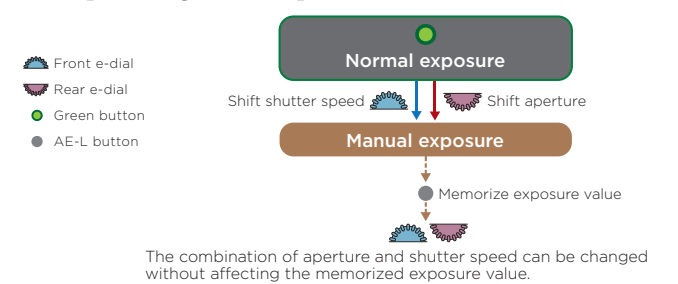 Normal exposure
Front e-dial
Rear e-dial
Green button
AE-L button
Shift shutter speed
Shift aperture
Manual exposure
Memorize exposure value
The combination of aperture and shutter speed can be changed
without affecting the memorized exposure value.